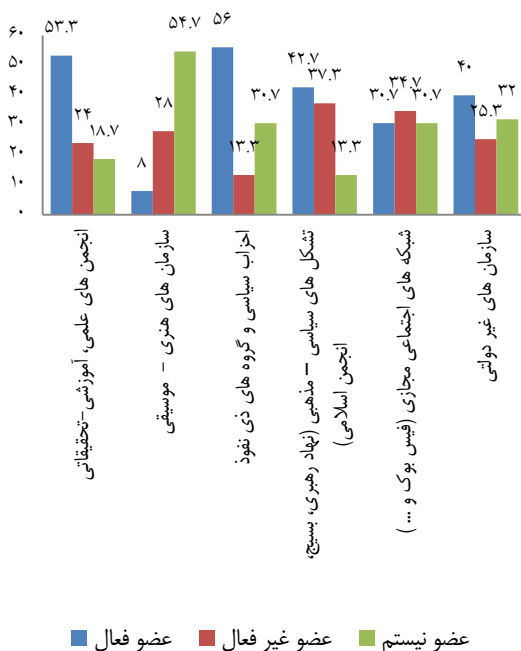 ۶۰
۵۰
۴۰
۳۰
۲۰
۱۰
۰
۵۳.۳
۲۴
۱۸.۷
۸
۲۸
۵۴.۷
۵۶
۱۳.۳
۳۰.۷
۴۲.۷
۳۷.۳
۱۳.۳
۳۰.۷
۳۴.۷
۳۰.۷
۴۰
۲۵.۳
۳۲
انجمن های علمی، آموزشی-تحقیقاتی
سازمان های هنری - موسیقی
احزاب سیاسی و گروه های ذی نفوذ
تشکل های سیاسی – مذهبی (نهاد رهبری، بسیج،
انجمن اسلامی)
شبکه های اجتماعی مجازی (فیس بوک و ... )
سازمان های غیر دولتی
عضو فعال
عضو غیر فعال
عضو نیستم